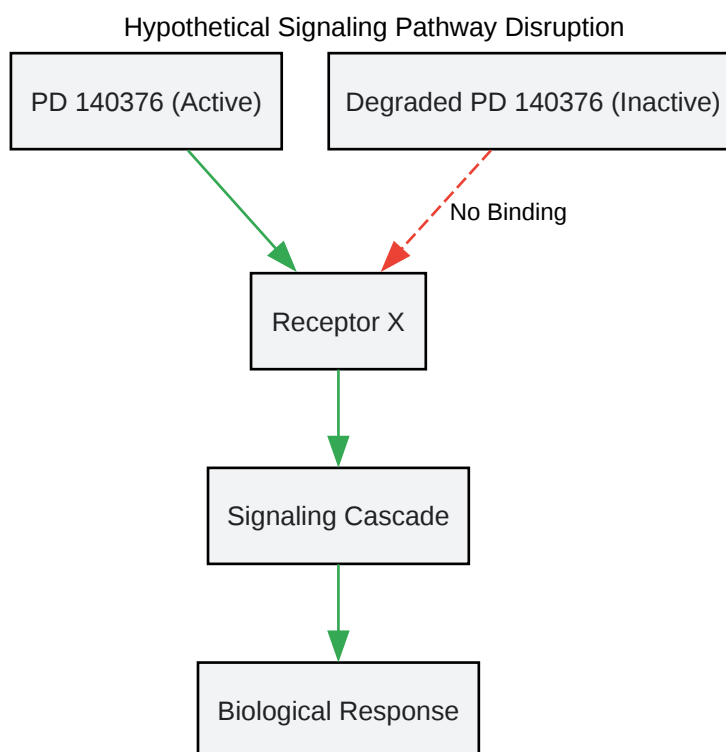 Hypothetical Signaling Pathway Disruption
PD 140376 (Active)
Degraded PD 140376 (Inactive)
No Binding
Receptor X
Signaling Cascade
Biological Response